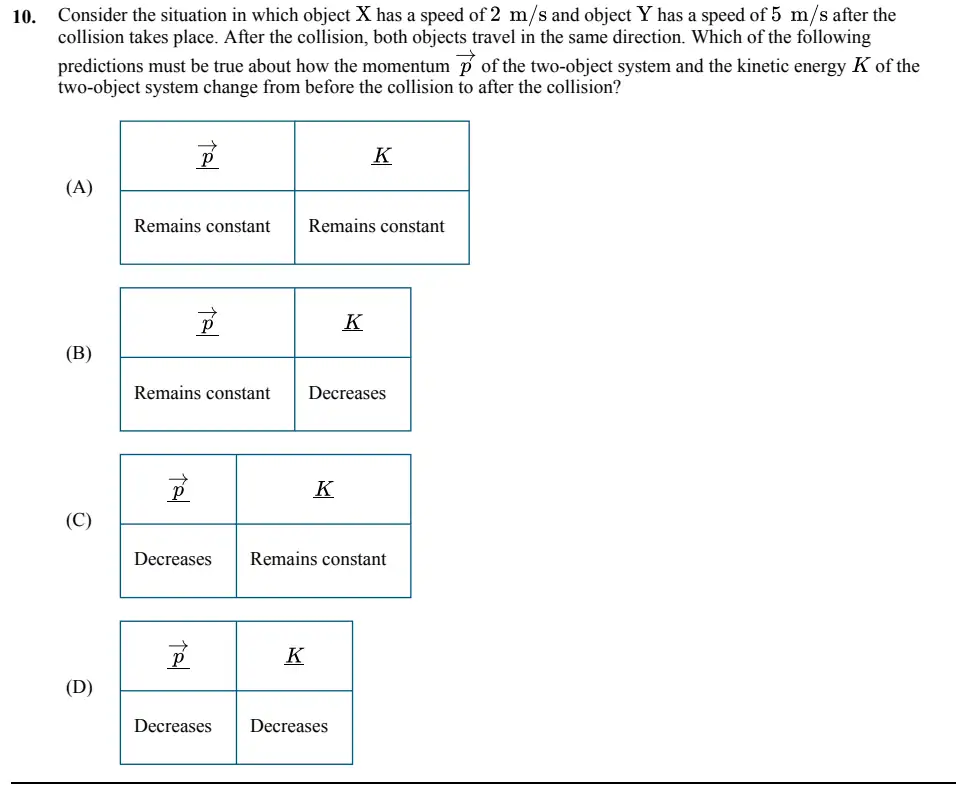 10. Consider the situation in which object X has a speed of 2 m/s and object Y has a speed of 5 m/s after the
collision takes place. After the collision, both objects travel in the same direction. Which of the following
predictions must be true about how the momentum p⃗ of the two-object system and the kinetic energy K of the
two-object system change from before the collision to after the collision?
(A)
p⃗ K
Remains constant Remains constant
(B)
p⃗ K
Remains constant Decreases
(C)
p⃗ K
Decreases Remains constant
(D)
p⃗ K
Decreases Decreases